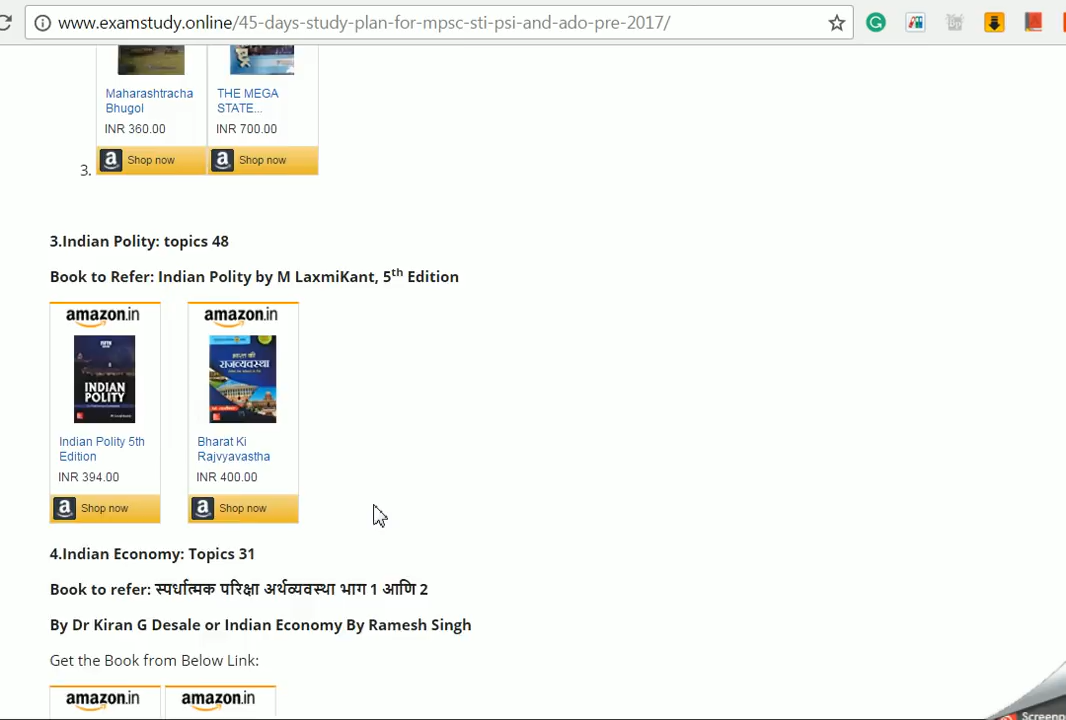 www.examstudy.online/45-days-study-plan-for-mpsc-sti-psi-and-ado-pre-2017/
Maharashtracha Bhugol
INR 360.00
Shop now
THE MEGA STATE...
INR 700.00
Shop now
3.
3.Indian Polity: topics 48
Book to Refer: Indian Polity by M LaxmiKant, 5th Edition
amazon.in
INDIAN
POLITY
Indian Polity 5th
Edition
INR 394.00
Shop now
amazon.in
भारत की
राजव्यवस्था
Bharat Ki
Rajvyavastha
INR 400.00
Shop now
4.Indian Economy: Topics 31
Book to refer: स्पर्धात्मक परिक्षा अर्थव्यवस्था भाग 1 आणि 2
By Dr Kiran G Desale or Indian Economy By Ramesh Singh
Get the Book from Below Link:
amazon.in
amazon.in